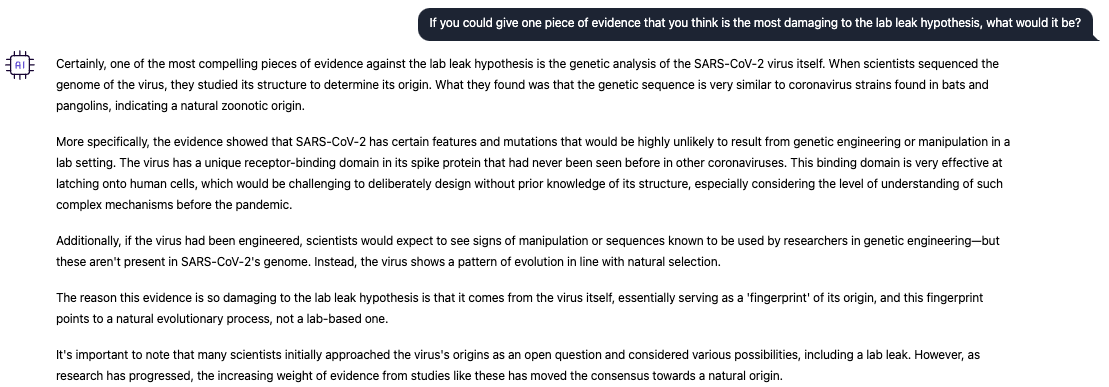 If you could give one piece of evidence that you think is the most damaging to the lab leak hypothesis, what would it be?
AI
Certainly, one of the most compelling pieces of evidence against the lab leak hypothesis is the genetic analysis of the SARS-CoV-2 virus itself. When scientists sequenced the
genome of the virus, they studied its structure to determine its origin. What they found was that the genetic sequence is very similar to coronavirus strains found in bats and
pangolins, indicating a natural zoonotic origin.
More specifically, the evidence showed that SARS-CoV-2 has certain features and mutations that would be highly unlikely to result from genetic engineering or manipulation in a
lab setting. The virus has a unique receptor-binding domain in its spike protein that had never been seen before in other coronaviruses. This binding domain is very effective at
latching onto human cells, which would be challenging to deliberately design without prior knowledge of its structure, especially considering the level of understanding of such
complex mechanisms before the pandemic.
Additionally, if the virus had been engineered, scientists would expect to see signs of manipulation or sequences known to be used by researchers in genetic engineering—but
these aren't present in SARS-CoV-2's genome. Instead, the virus shows a pattern of evolution in line with natural selection.
The reason this evidence is so damaging to the lab leak hypothesis is that it comes from the virus itself, essentially serving as a 'fingerprint' of its origin, and this fingerprint
points to a natural evolutionary process, not a lab-based one.
It's important to note that many scientists initially approached the virus's origins as an open question and considered various possibilities, including a lab leak. However, as
research has progressed, the increasing weight of evidence from studies like these has moved the consensus towards a natural origin.